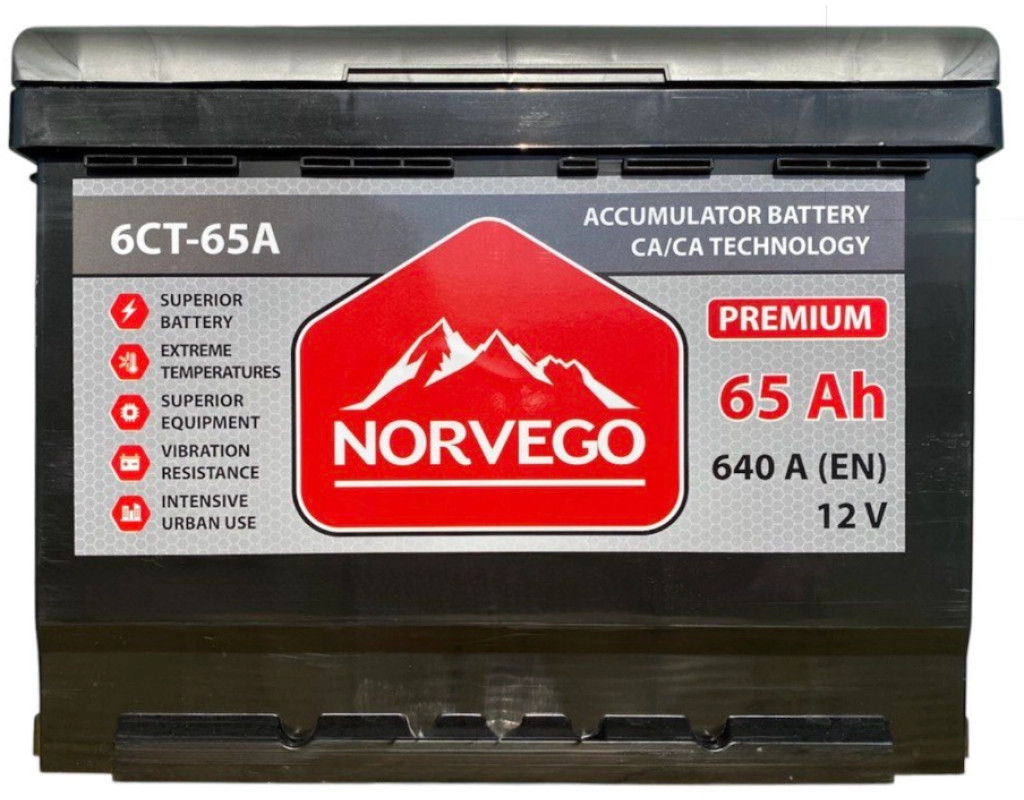 6CT-65A
ACCUMULATOR BATTERY
CA/CA TECHNOLOGY
SUPERIOR
BATTERY
EXTREME
TEMPERATURES
SUPERIOR
EQUIPMENT
VIBRATION
RESISTANCE
INTENSIVE
URBAN USE
NORVEGO
PREMIUM
65 Ah
640 A (EN)
12 V